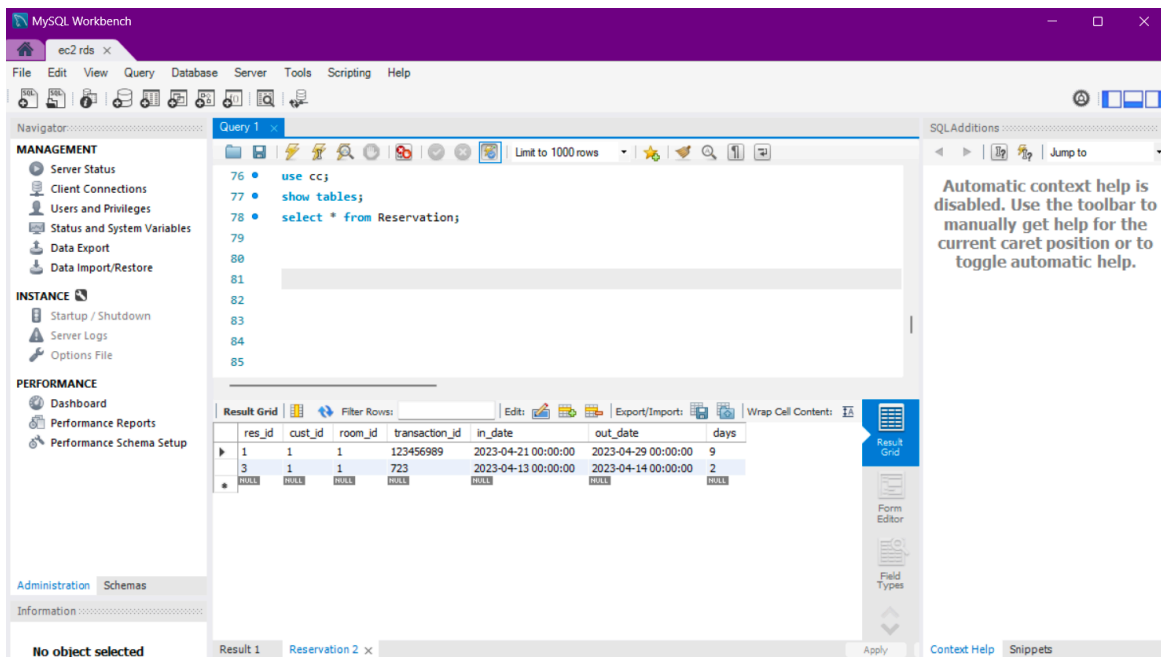 MySQL Workbench
ec2 rds
File Edit View Query Database Server Tools Scripting Help
Navigator
MANAGEMENT
Server Status
Client Connections
Users and Privileges
Status and System Variables
Data Export
Data Import/Restore
INSTANCE
Startup / Shutdown
Server Logs
Options File
PERFORMANCE
Dashboard
Performance Reports
Performance Schema Setup
Administration Schemas
Information
No object selected
Query 1
Limit to 1000 rows
76 use cc;
77 show tables;
78 select * from Reservation;
79
80
81
82
83
84
85
Result Grid Filter Rows: Edit: Export/Import: Wrap Cell Content:
res_id cust_id room_id transaction_id in_date out_date days
1 1 1 123456989 2023-04-21 00:00:00 2023-04-29 00:00:00 9
3 1 1 723 2023-04-13 00:00:00 2023-04-14 00:00:00 2
NULL NULL NULL NULL NULL NULL NULL
Result
Grid
Form
Editor
Field
Types
Result 1 Reservation 2 Apply
SQLAdditions
Jump to
Automatic context help is
disabled. Use the toolbar to
manually get help for the
current caret position or to
toggle automatic help.
Context Help Snippets